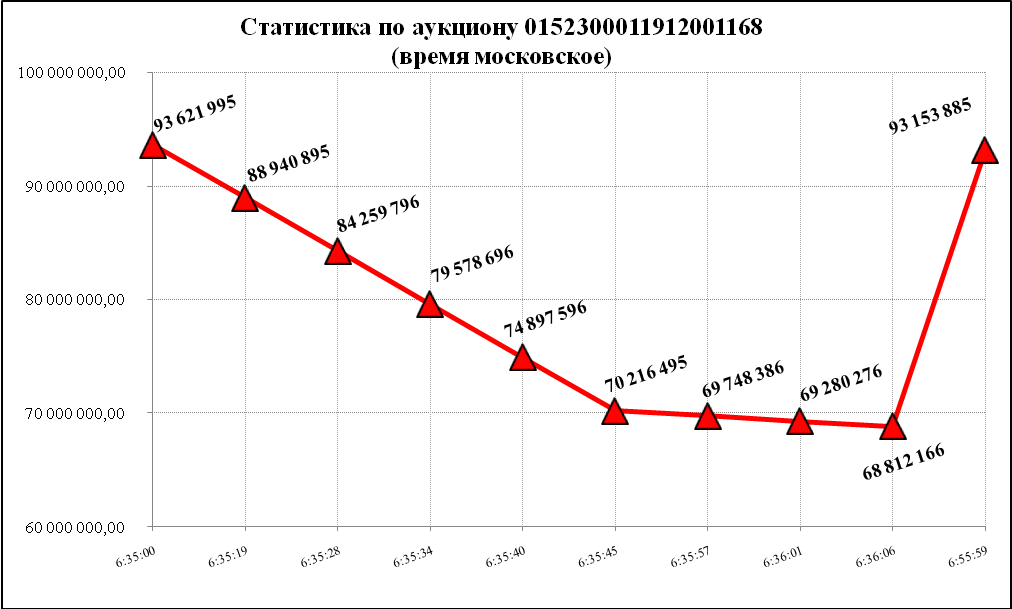 Статистика по аукциону 0152300011912001168
(время московское)
100 000 000,00
90 000 000,00
80 000 000,00
70 000 000,00
60 000 000,00
93 621 995
88 940 895
84 259 796
79 578 696
74 897 596
70 216 495
69 748 386
69 280 276
68 812 166
93 153 885
6:35:00
6:35:19
6:35:28
6:35:34
6:35:40
6:35:45
6:35:57
6:36:01
6:36:06
6:55:59